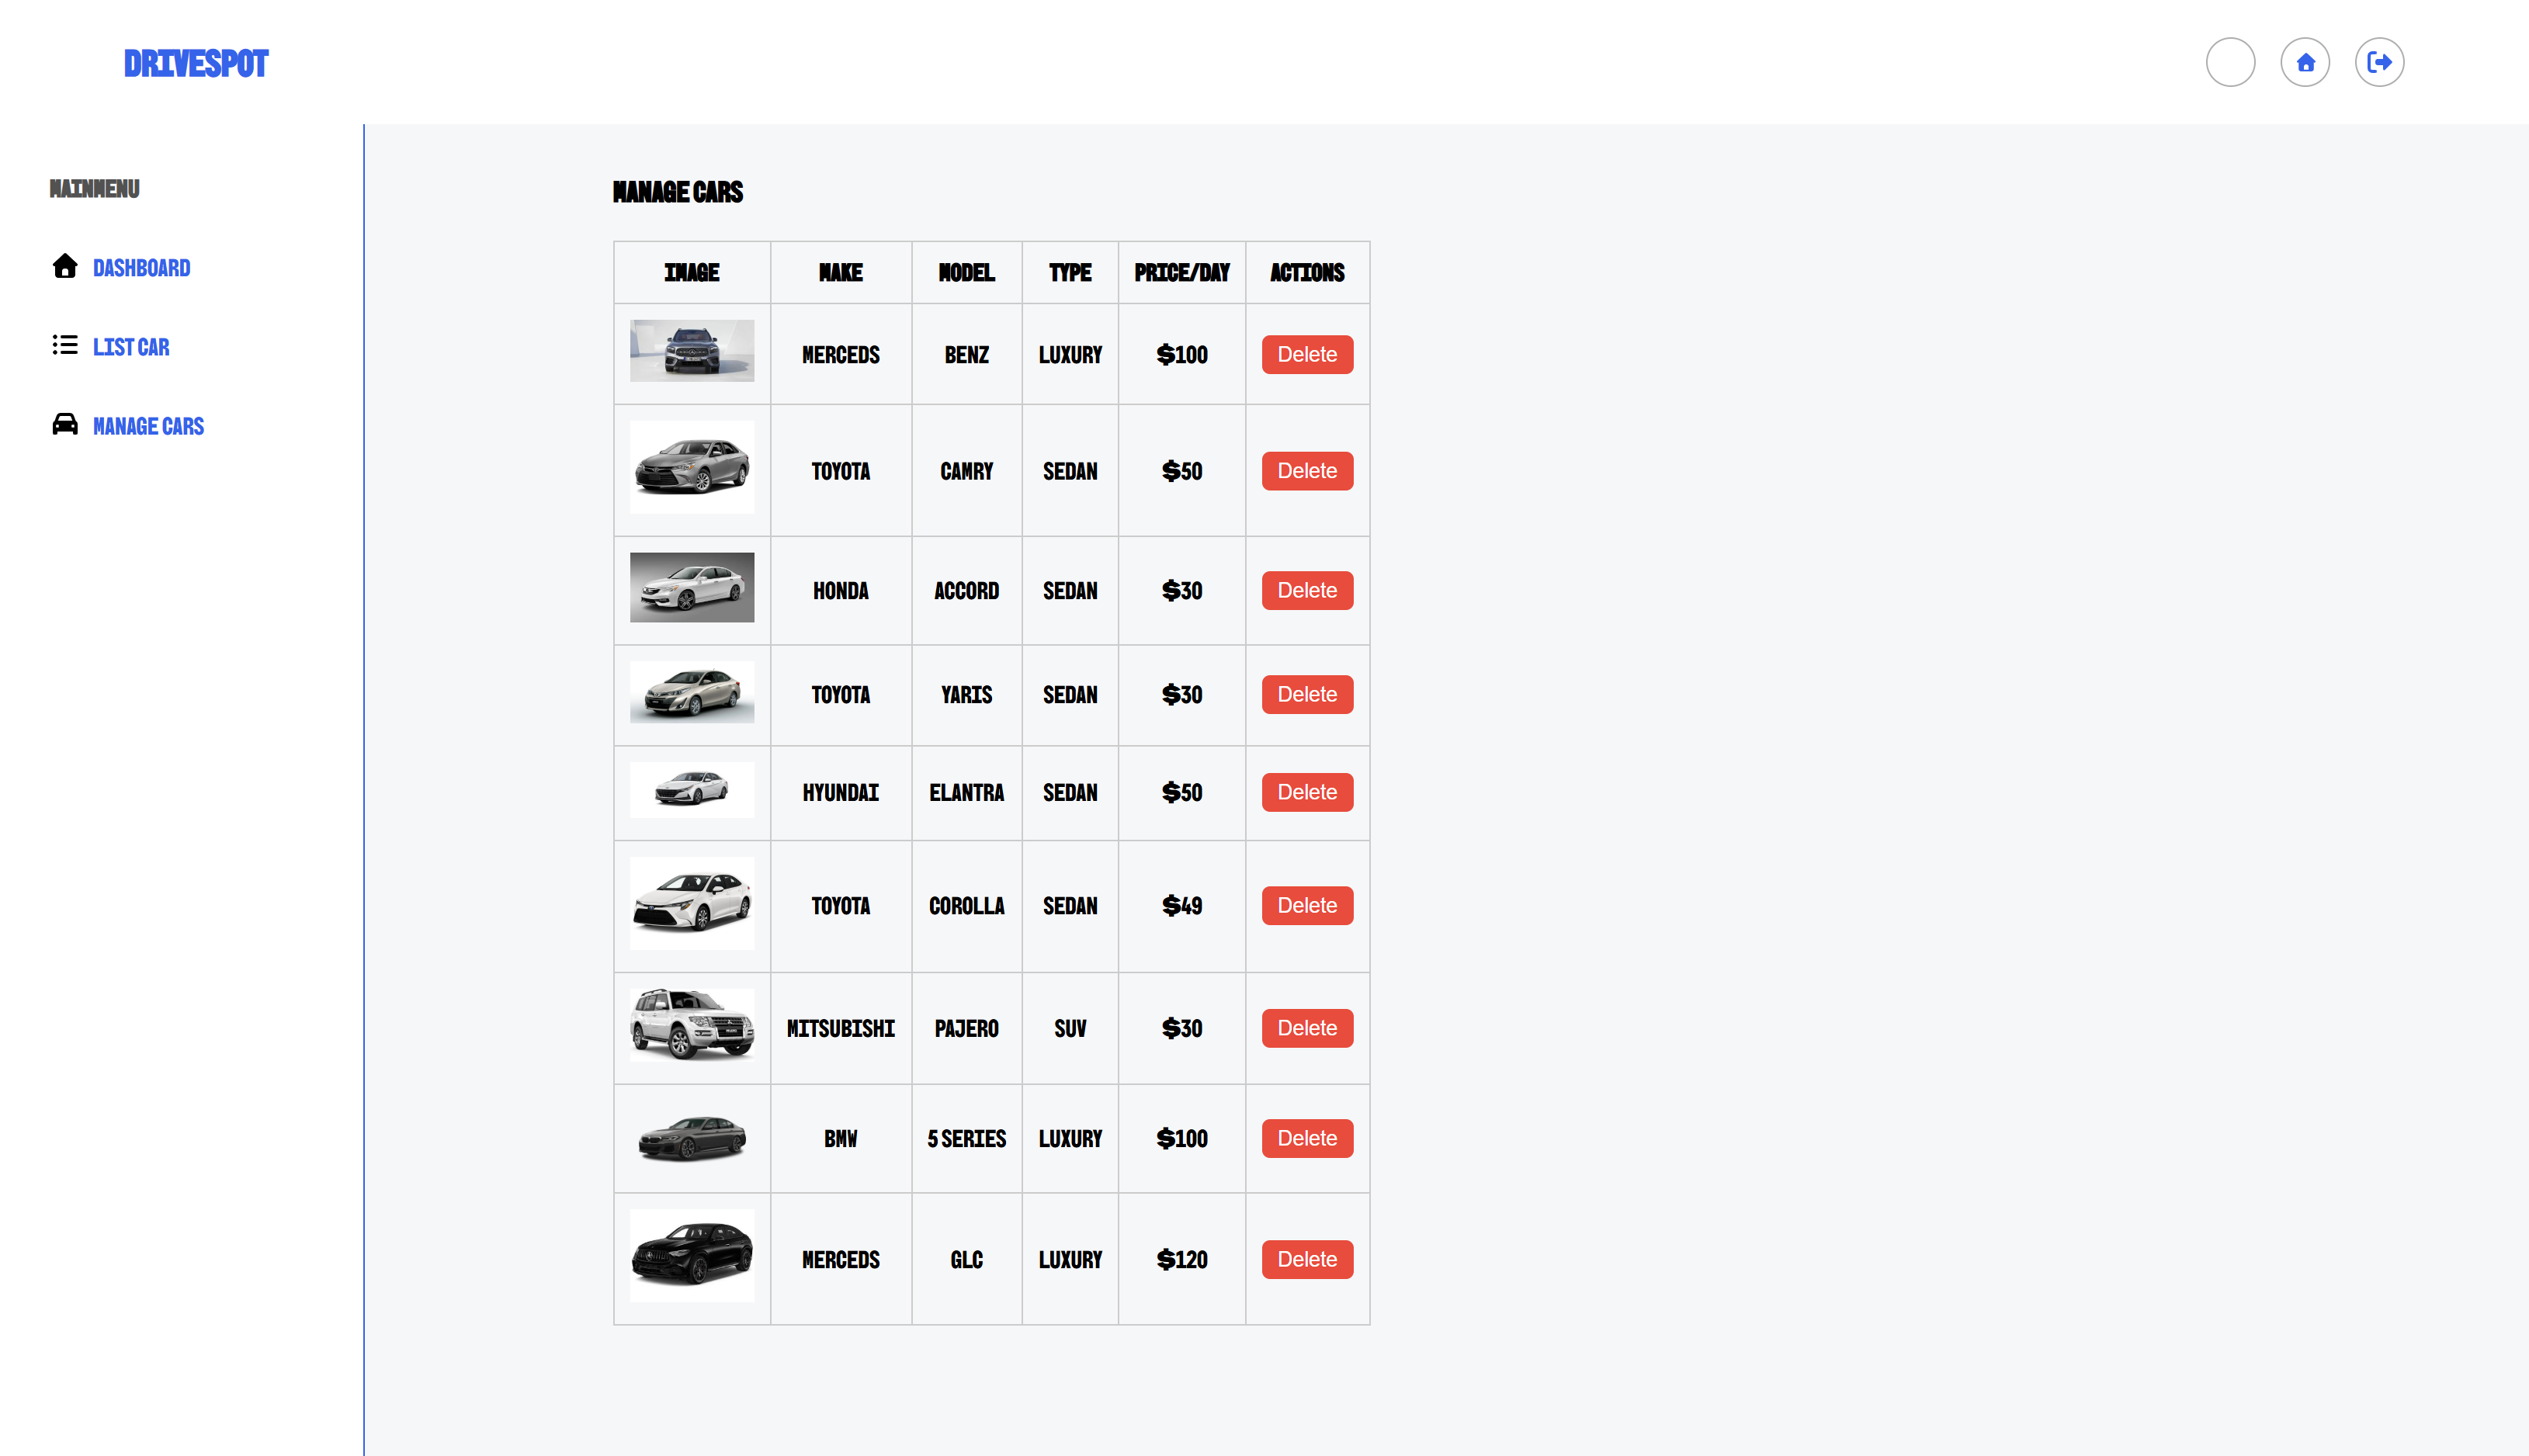 DRIVESPOT
MAINMENU
DASHBOARD
LIST CAR
MANAGE CARS
MANAGE CARS
IMAGE MAKE MODEL TYPE PRICE/DAY ACTIONS
MERCEDS BENZ LUXURY $100 Delete
TOYOTA CAMRY SEDAN $50 Delete
HONDA ACCORD SEDAN $30 Delete
TOYOTA YARIS SEDAN $30 Delete
HYUNDAI ELANTRA SEDAN $50 Delete
TOYOTA COROLLA SEDAN $49 Delete
MITSUBISHI PAJERO SUV $30 Delete
BMW 5 SERIES LUXURY $100 Delete
MERCEDS GLC LUXURY $120 Delete